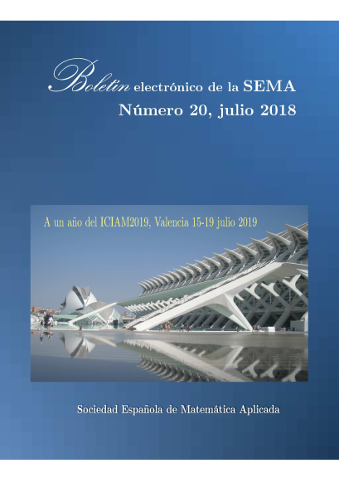 Boletín electrónico de la SEMA
Número 20, julio 2018
A un año del ICIAM2019, Valencia 15-19 julio 2019
Sociedad Española de Matemática Aplicada